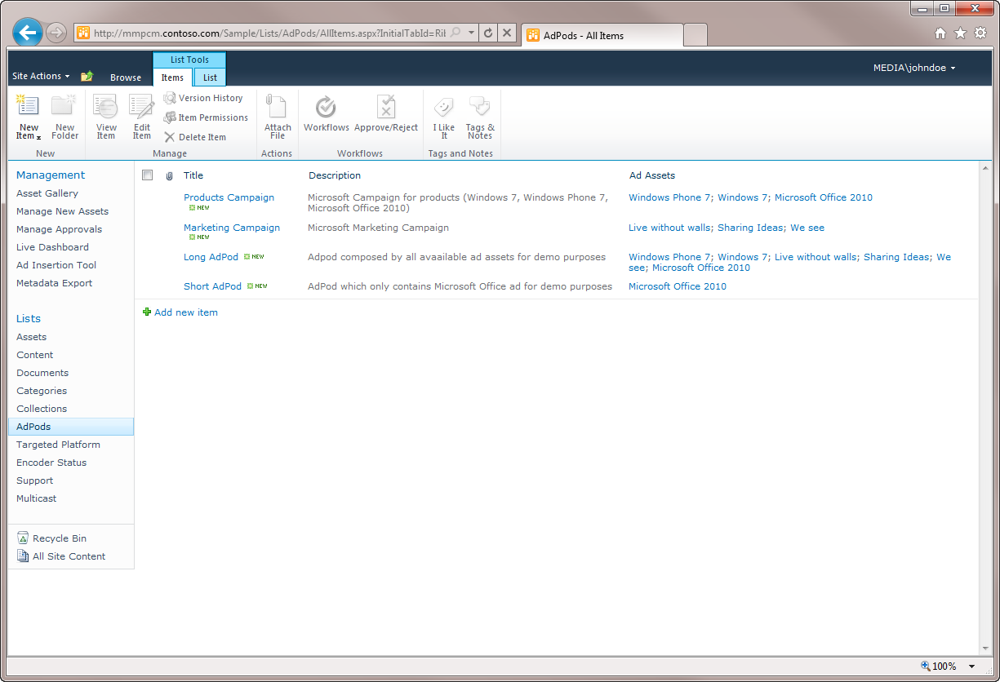 http://mmpcm.contoso.com/Sample/Lists/AdPods/AllItems.aspx?InitialTabId=Ril
AdPods - All Items
List Tools
Site Actions
Browse
Items
List
MEDIA\johndoe
New Item
New Folder
New
View Item
Edit Item
Version History
Item Permissions
Delete Item
Manage
Attach File
Actions
Workflows
Approve/Reject
Workflows
I Like It
Tags & Notes
Tags and Notes
Management
Asset Gallery
Manage New Assets
Manage Approvals
Live Dashboard
Ad Insertion Tool
Metadata Export
Lists
Assets
Content
Documents
Categories
Collections
AdPods
Targeted Platform
Encoder Status
Support
Multicast
Recycle Bin
All Site Content
Title Description Ad Assets
Products Campaign NEW
Microsoft Campaign for products (Windows 7, Windows Phone 7,
Microsoft Office 2010)
Windows Phone 7; Windows 7; Microsoft Office 2010
Marketing Campaign NEW
Microsoft Marketing Campaign
Live without walls; Sharing Ideas; We see
Long AdPod NEW
Adpod composed by all avaailable ad assets for demo purposes
Windows Phone 7; Windows 7; Live without walls; Sharing Ideas; We
see; Microsoft Office 2010
Short AdPod NEW
AdPod which only contains Microsoft Office ad for demo purposes
Microsoft Office 2010
Add new item
100%